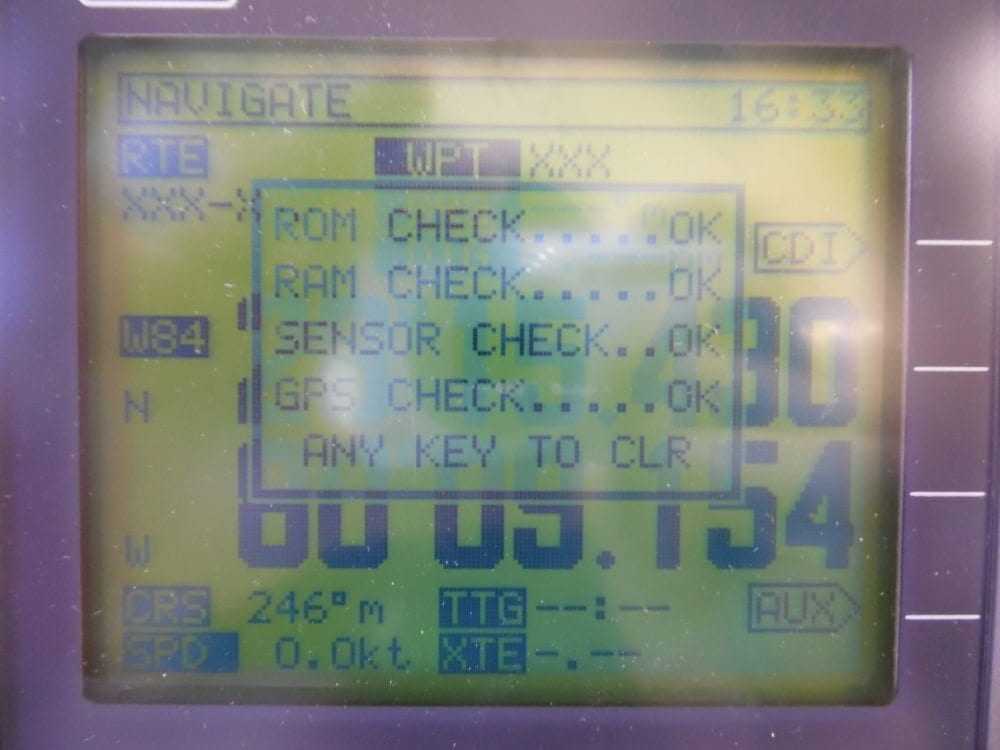 NAVIGATE 16:33
RTE WPT XXX
XXX-X
ROM CHECK.....OK
CDI
RAM CHECK.....OK
W84 SENSOR CHECK..OK
N GPS CHECK.....OK
ANY KEY TO CLR
W
CRS 246°m TTG --:-- AUX
SPD 0.0kt XTE -.--